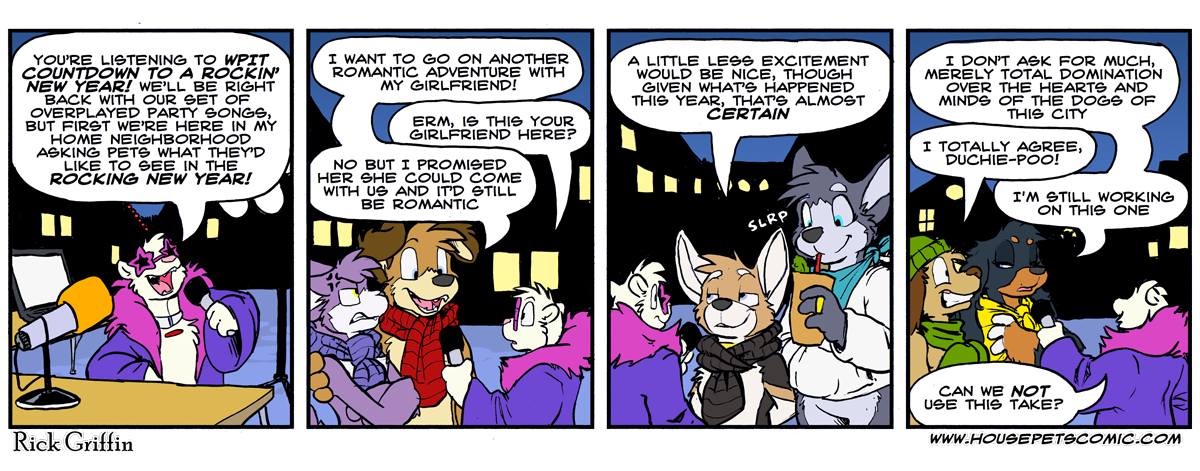 YOU'RE LISTENING TO WPIT
COUNTDOWN TO A ROCKIN'
NEW YEAR! WE'LL BE RIGHT
BACK WITH OUR SET OF
OVERPLAYED PARTY SONGS,
BUT FIRST WE'RE HERE IN MY
HOME NEIGHBORHOOD
ASKING PETS WHAT THEY'D
LIKE TO SEE IN THE
ROCKING NEW YEAR!
I WANT TO GO ON ANOTHER
ROMANTIC ADVENTURE WITH
MY GIRLFRIEND!
ERM, IS THIS YOUR
GIRLFRIEND HERE?
NO BUT I PROMISED
HER SHE COULD COME
WITH US AND IT'D STILL
BE ROMANTIC
A LITTLE LESS EXCITEMENT
WOULD BE NICE, THOUGH
GIVEN WHAT'S HAPPENED
THIS YEAR, THAT'S ALMOST
CERTAIN
SLRP
I DON'T ASK FOR MUCH,
MERELY TOTAL DOMINATION
OVER THE HEARTS AND
MINDS OF THE DOGS OF
THIS CITY
I TOTALLY AGREE,
DUCHIE-POO!
I'M STILL WORKING
ON THIS ONE
CAN WE NOT
USE THIS TAKE?
Rick Griffin
WWW.HOUSEPETSCOMIC.COM